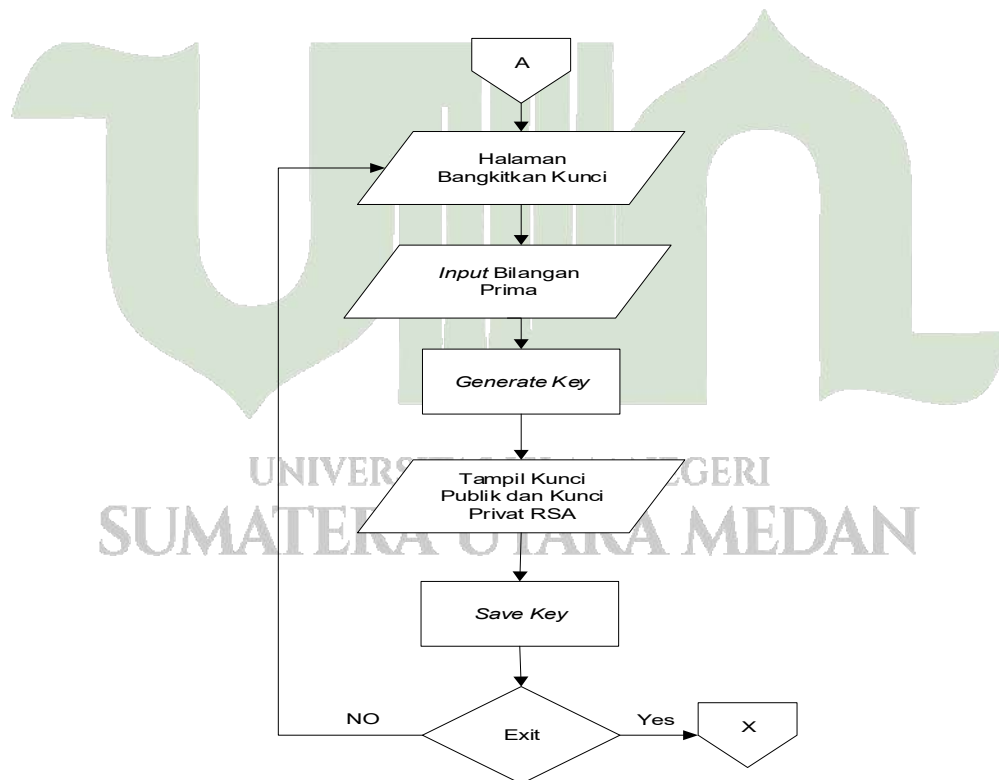 A
Halaman
Bangkitkan Kunci
Input Bilangan
Prima
Generate Key
UNIVERSITAS ISLAM NEGERI
Tampil Kunci
Publik dan Kunci
Privat RSA
SUMATERA UTARA MEDAN
Save Key
NO
Exit
Yes
X